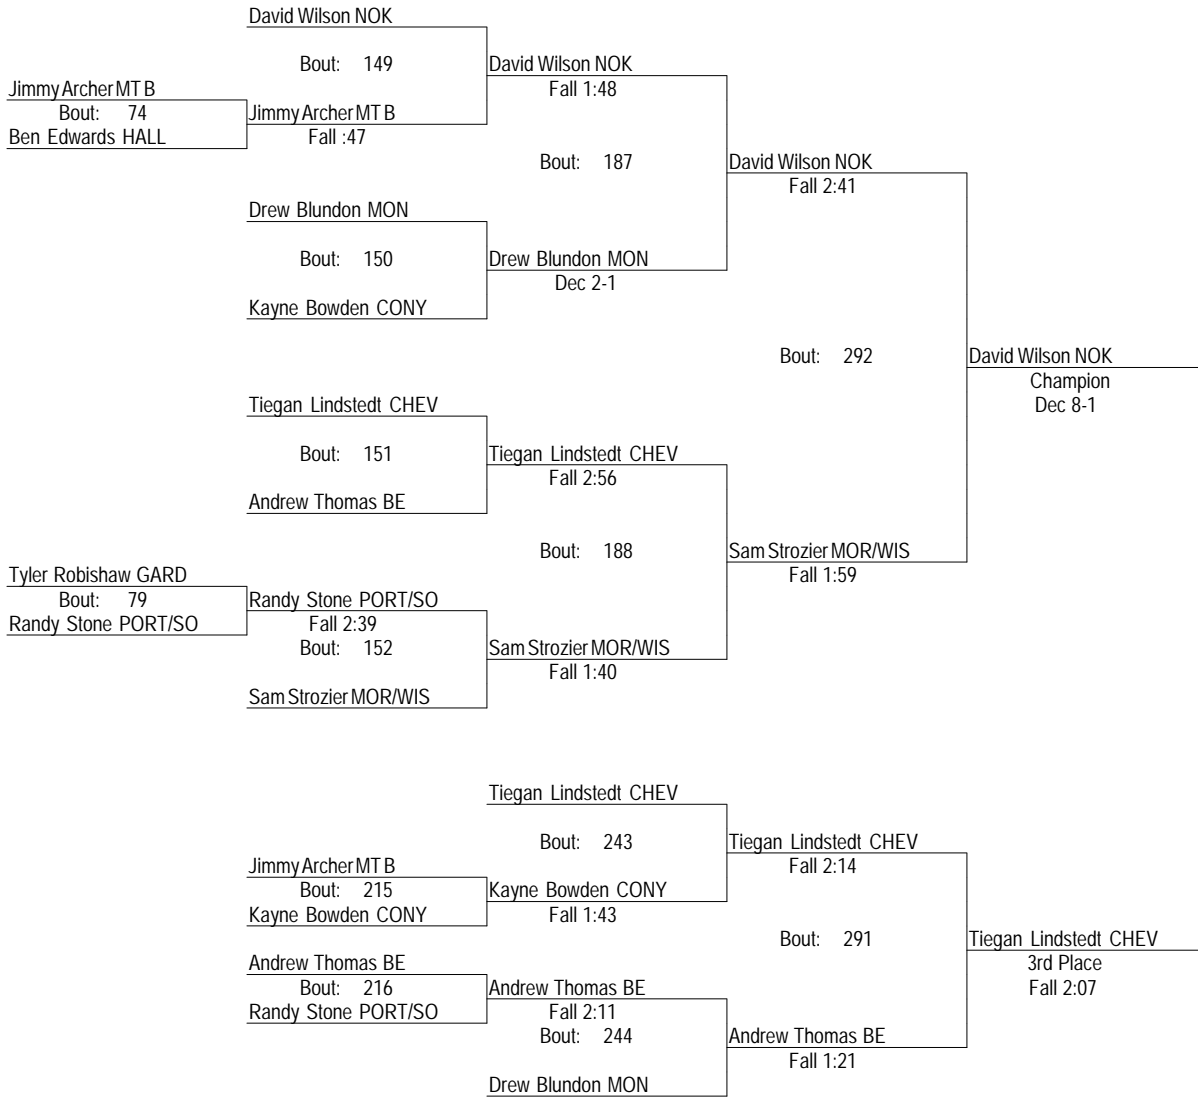 David Wilson NOK
Bout: 149
David Wilson NOK
Fall 1:48
Jimmy Archer MT B
Bout: 74
Ben Edwards HALL
Jimmy Archer MT B
Fall :47
Bout: 187
David Wilson NOK
Fall 2:41
Drew Blundon MON
Bout: 150
Drew Blundon MON
Dec 2-1
Kayne Bowden CONY
Bout: 292
David Wilson NOK
Champion
Dec 8-1
Tiegan Lindstedt CHEV
Bout: 151
Tiegan Lindstedt CHEV
Fall 2:56
Andrew Thomas BE
Bout: 188
Sam Strozier MOR/WIS
Fall 1:59
Tyler Robishaw GARD
Bout: 79
Randy Stone PORT/SO
Randy Stone PORT/SO
Fall 2:39
Bout: 152
Sam Strozier MOR/WIS
Fall 1:40
Sam Strozier MOR/WIS
Tiegan Lindstedt CHEV
Bout: 243
Tiegan Lindstedt CHEV
Fall 2:14
Jimmy Archer MT B
Bout: 215
Kayne Bowden CONY
Kayne Bowden CONY
Fall 1:43
Bout: 291
Tiegan Lindstedt CHEV
3rd Place
Fall 2:07
Andrew Thomas BE
Bout: 216
Randy Stone PORT/SO
Andrew Thomas BE
Fall 2:11
Bout: 244
Andrew Thomas BE
Fall 1:21
Drew Blundon MON